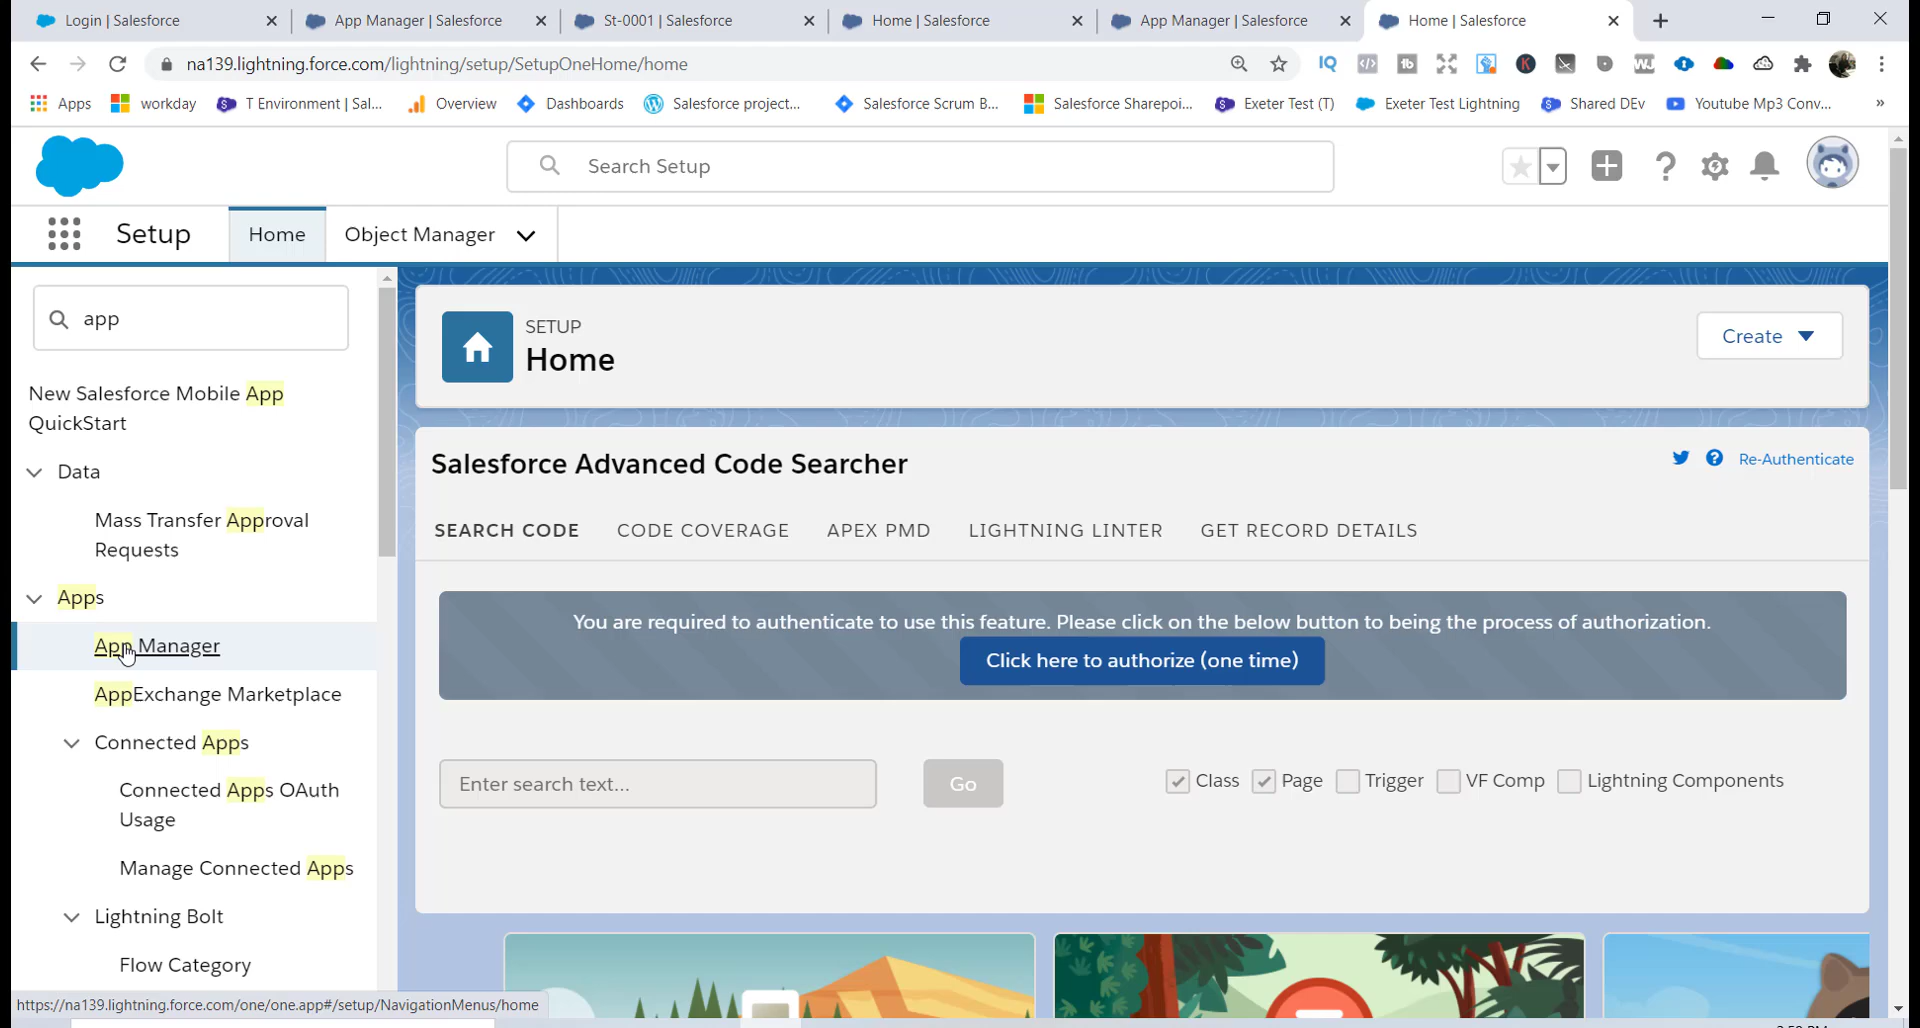 Login | Salesforce
App Manager | Salesforce
St-0001 | Salesforce
Home | Salesforce
App Manager | Salesforce
Home | Salesforce
na139.lightning.force.com/lightning/setup/SetupOneHome/home
Apps
workday
T Environment | Sal...
Overview
Dashboards
Salesforce project...
Salesforce Scrum B...
Salesforce Sharepoi...
Exeter Test (T)
Exeter Test Lightning
Shared DEv
Youtube Mp3 Conv...
»
Search Setup
Setup
Home
Object Manager
app
New Salesforce Mobile App
QuickStart
Data
Mass Transfer Approval
Requests
Apps
App Manager
AppExchange Marketplace
Connected Apps
Connected Apps OAuth
Usage
Manage Connected Apps
Lightning Bolt
Flow Category
SETUP
Home
Create
Salesforce Advanced Code Searcher
Re-Authenticate
SEARCH CODE
CODE COVERAGE
APEX PMD
LIGHTNING LINTER
GET RECORD DETAILS
You are required to authenticate to use this feature. Please click on the below button to being the process of authorization.
Click here to authorize (one time)
Enter search text...
Go
Class
Page
Trigger
VF Comp
Lightning Components
https://na139.lightning.force.com/one/one.app#/setup/NavigationMenus/home